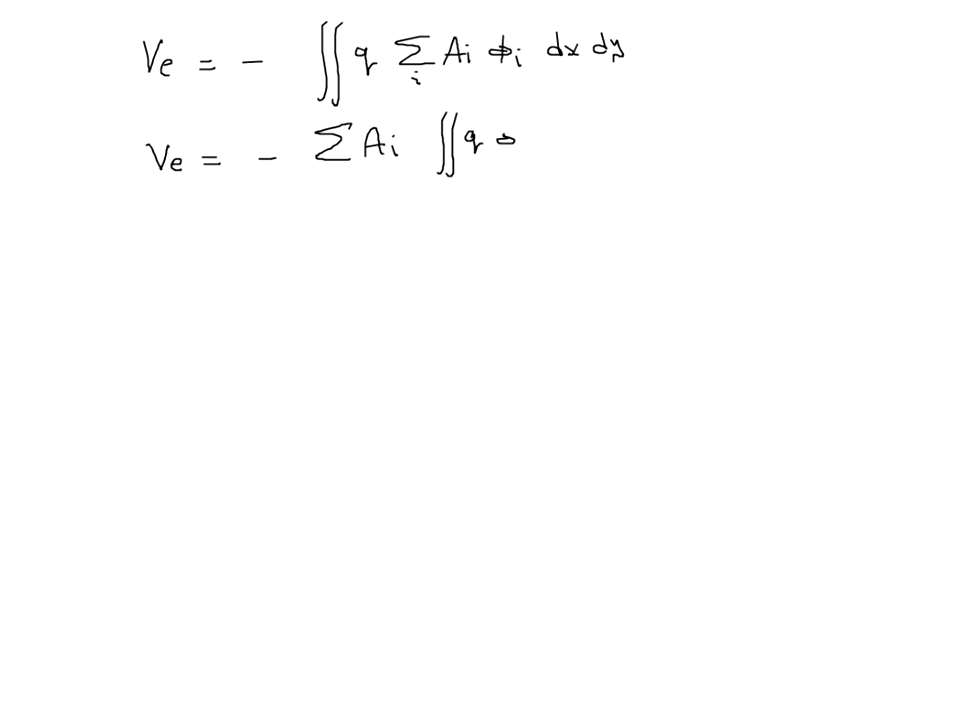 Ve = - ∬ q ∑i Ai ϕi dx dy
Ve = - ∑ Ai ∬ q